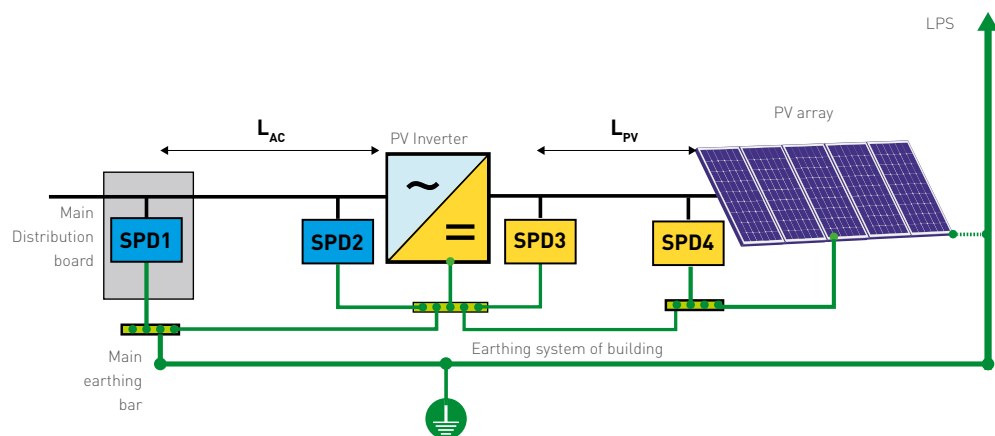 LPS
PV array
L_AC
PV Inverter
L_PV
Main
Distribution
board
SPD1
SPD2
SPD3
SPD4
Earthing system of building
Main
earthing
bar